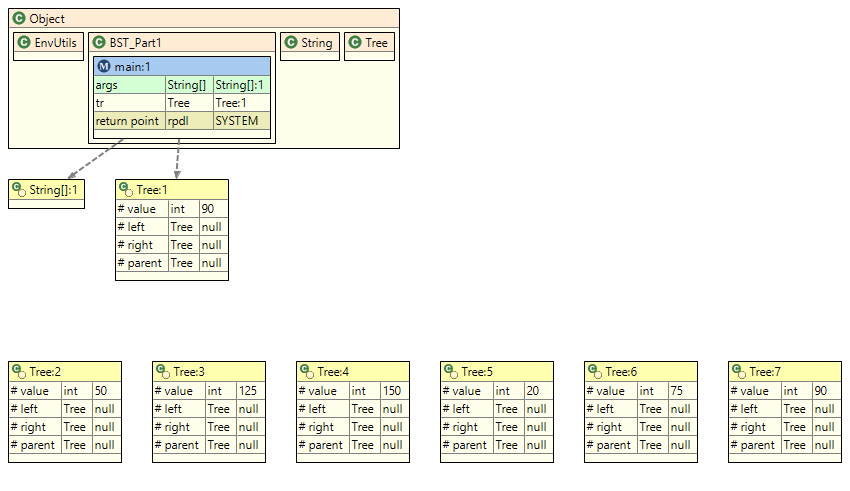 C Object
C EnvUtils C BST_Part1 C String C Tree
M main:1
args String[] String[]:1
tr Tree Tree:1
return point rpdl SYSTEM
C String[]:1 C Tree:1
# value int 90
# left Tree null
# right Tree null
# parent Tree null
C Tree:2 C Tree:3 C Tree:4 C Tree:5 C Tree:6 C Tree:7
# value int 50 # value int 125 # value int 150 # value int 20 # value int 75 # value int 90
# left Tree null # left Tree null # left Tree null # left Tree null # left Tree null # left Tree null
# right Tree null # right Tree null # right Tree null # right Tree null # right Tree null # right Tree null
# parent Tree null # parent Tree null # parent Tree null # parent Tree null # parent Tree null # parent Tree null